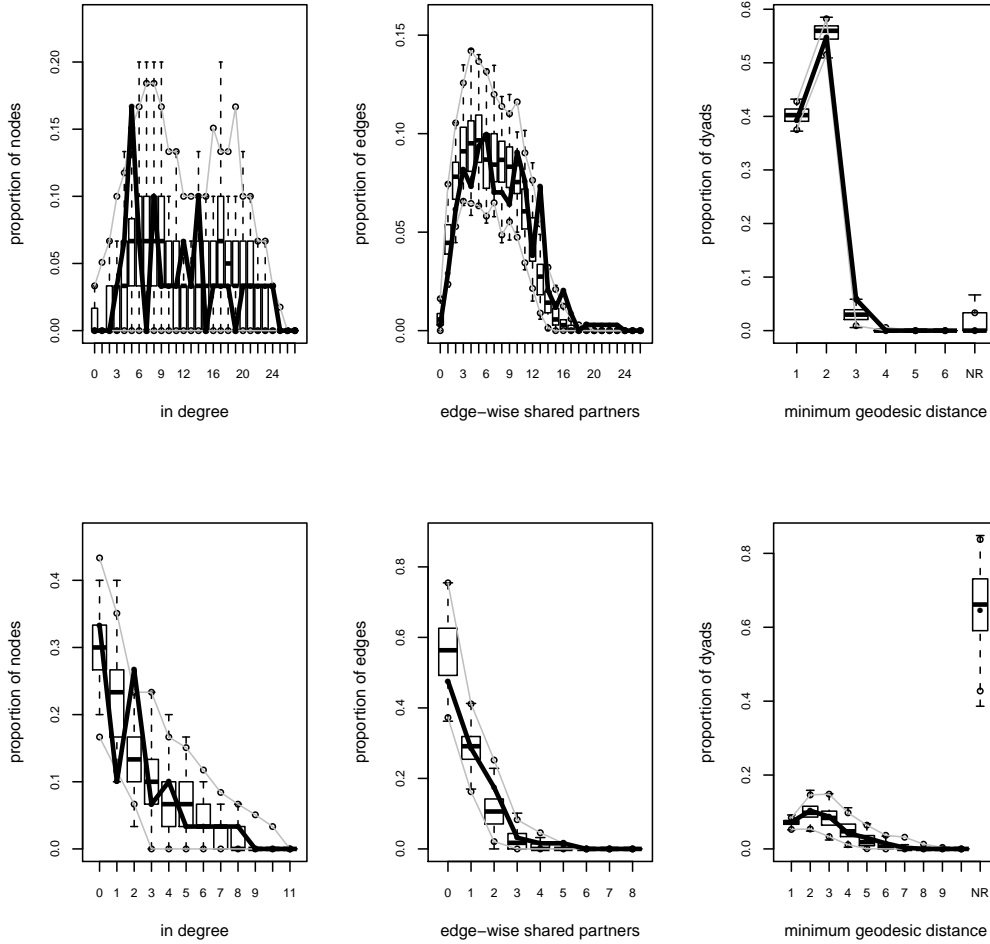 proportion of nodes
0.00 0.05 0.10 0.15 0.20
0 3 6 9 12 16 20 24
in degree
proportion of edges
0.00 0.05 0.10 0.15
0 3 6 9 12 16 20 24
edge−wise shared partners
proportion of dyads
0.0 0.1 0.2 0.3 0.4 0.5 0.6
1 2 3 4 5 6 NR
minimum geodesic distance
proportion of nodes
0.0 0.1 0.2 0.3 0.4
0 1 2 3 4 5 6 7 8 9 11
in degree
proportion of edges
0.0 0.2 0.4 0.6 0.8
0 1 2 3 4 5 6 7 8
edge−wise shared partners
proportion of dyads
0.0 0.2 0.4 0.6 0.8
1 2 3 4 5 6 7 8 9 NR
minimum geodesic distance